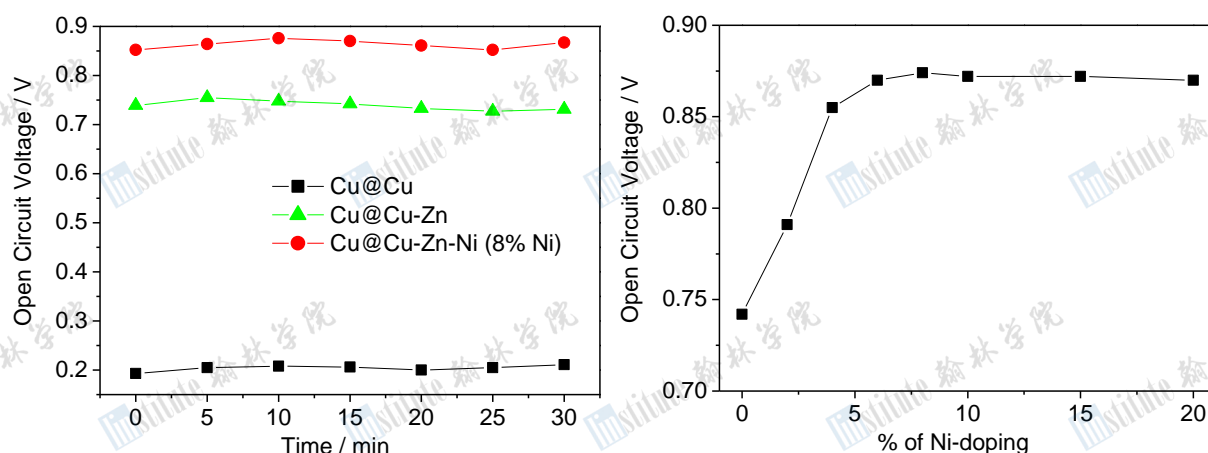 0.9
0.8
0.7
0.6
0.5
0.4
0.3
0.2
Open Circuit Voltage / V
Cu@Cu
Cu@Cu-Zn
Cu@Cu-Zn-Ni (8% Ni)
0 5 10 15 20 25 30
Time / min
0.90
0.85
0.80
0.75
0.70
Open Circuit Voltage / V
0 5 10 15 20
% of Ni-doping
institute 翰林学院